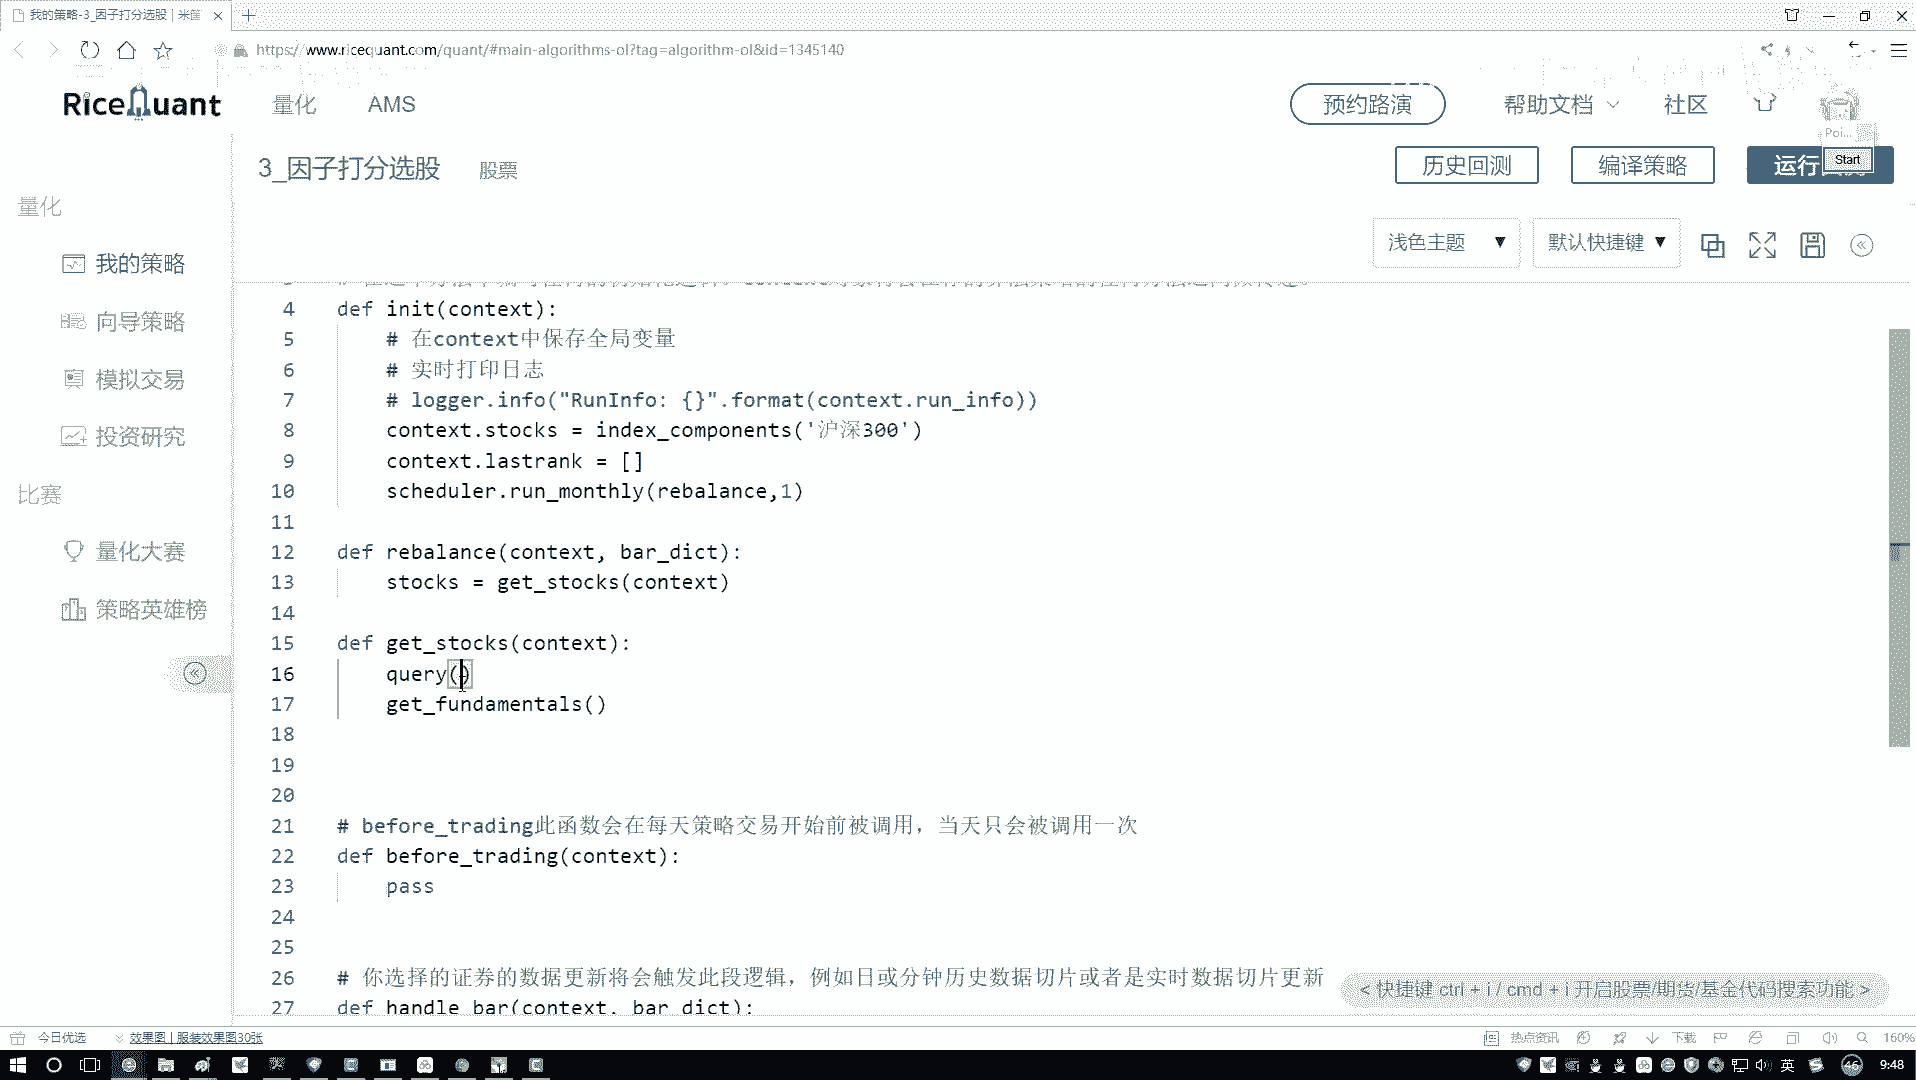 我的策略-3_因子打分选股 | 米筐
https://www.ricequant.com/quant/#main-algorithms-ol?tag=algorithm-ol&id=1345140
RiceQuant
量化
AMS
预约路演
帮助文档
社区
Poi...
Start
3_因子打分选股
股票
历史回测
编译策略
运行
浅色主题
默认快捷键
量化
我的策略
向导策略
模拟交易
投资研究
比赛
量化大赛
策略英雄榜
4 def init(context):
5 # 在context中保存全局变量
6 # 实时打印日志
7 # logger.info("RunInfo: {}".format(context.run_info))
8 context.stocks = index_components('沪深300')
9 context.lastrank = []
10 scheduler.run_monthly(rebalance,1)
11
12 def rebalance(context, bar_dict):
13 stocks = get_stocks(context)
14
15 def get_stocks(context):
16 query()
17 get_fundamentals()
18
19
20
21 # before_trading此函数会在每天策略交易开始前被调用，当天只会被调用一次
22 def before_trading(context):
23 pass
24
25
26 # 你选择的证券的数据更新将会触发此段逻辑，例如日或分钟历史数据切片或者是实时数据切片更新
27 def handle_bar(context, bar_dict):
< 快捷键 ctrl + i / cmd + i 开启股票/期货/基金代码搜索功能 >
今日优选
效果图 | 服装效果图30张
热点资讯
下载
160%
英
46
9:48